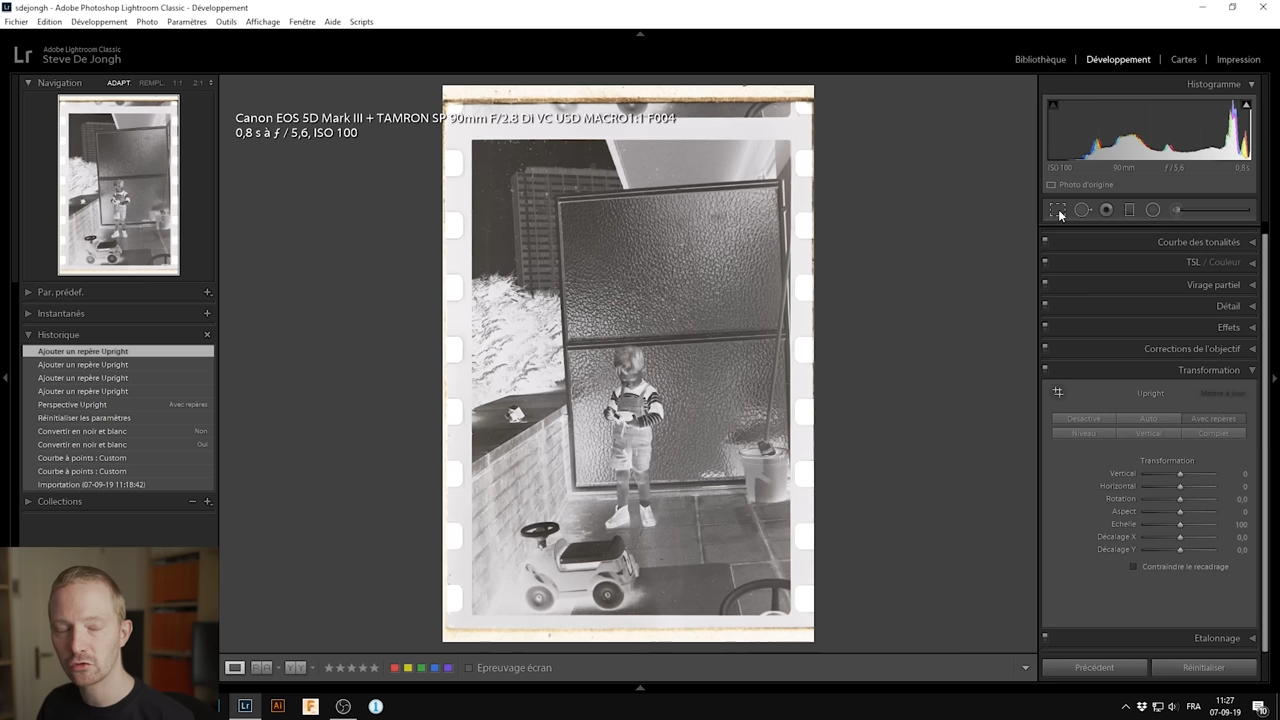 sdejongh - Adobe Photoshop Lightroom Classic - Développement
Fichier Edition Développement Photo Paramètres Outils Affichage Fenêtre Aide Scripts
Lr Adobe Lightroom Classic
Steve De Jongh
Bibliothèque | Développement | Cartes | Impression
Navigation ADAPT. REMPL. 1:1 2:1
Histogramme
Canon EOS 5D Mark III + TAMRON SP 90mm F/2.8 Di VC USD MACRO1:1 F004
0,8 s à ƒ / 5,6, ISO 100
ISO 100 90 mm ƒ / 5,6 0,8 s
Photo d'origine
Courbe des tonalités
TSL / Couleur
Virage partiel
Détail
Effets
Corrections de l'objectif
Transformation
Upright Mettre à jour
Désactivé Auto Avec repères
Niveau Vertical Complet
Transformation
Vertical 0
Horizontal 0
Rotation 0,0
Aspect 0
Echelle 100
Décalage X 0,0
Décalage Y 0,0
Contraindre le recadrage
Etalonnage
Précédent Réinitialiser
Par. prédéf. +
Instantanés +
Historique ×
Ajouter un repère Upright
Ajouter un repère Upright
Ajouter un repère Upright
Ajouter un repère Upright
Perspective Upright Avec repères
Réinitialiser les paramètres
Convertir en noir et blanc Non
Convertir en noir et blanc Oui
Courbe à points : Custom
Courbe à points : Custom
Importation (07-09-19 11:18:42)
Collections − +
Epreuvage écran
Lr Ai F
FRA
11:27
07-09-19
10